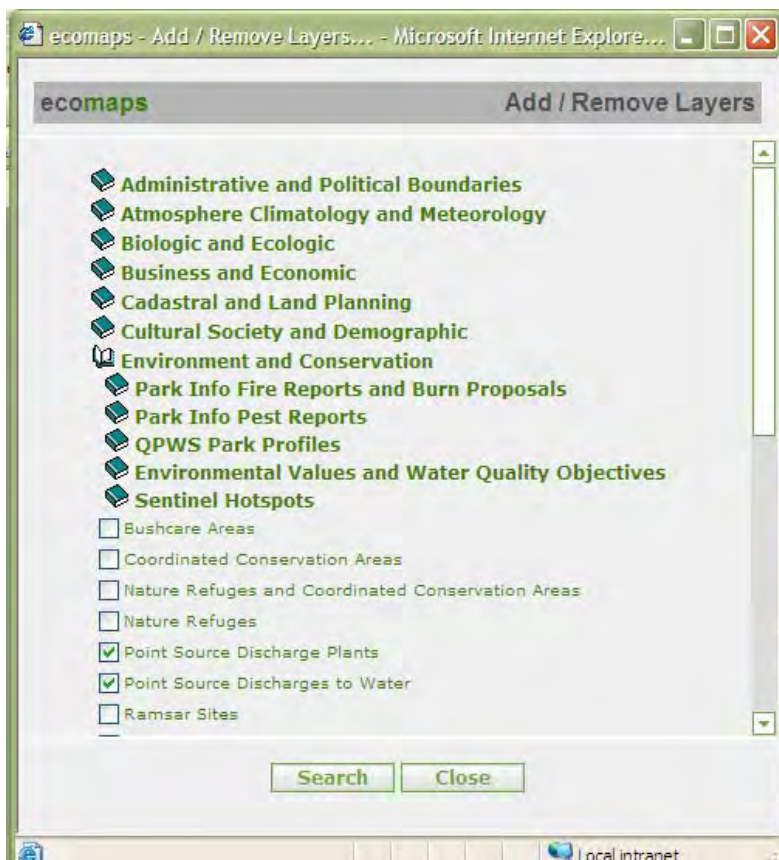 ecomaps - Add / Remove Layers... - Microsoft Internet Explore...
ecomaps Add / Remove Layers
Administrative and Political Boundaries
Atmosphere Climatology and Meteorology
Biologic and Ecologic
Business and Economic
Cadastral and Land Planning
Cultural Society and Demographic
Environment and Conservation
Park Info Fire Reports and Burn Proposals
Park Info Pest Reports
QPWS Park Profiles
Environmental Values and Water Quality Objectives
Sentinel Hotspots
Bushcare Areas
Coordinated Conservation Areas
Nature Refuges and Coordinated Conservation Areas
Nature Refuges
Point Source Discharge Plants
Point Source Discharges to Water
Ramsar Sites
Search Close
Local intranet